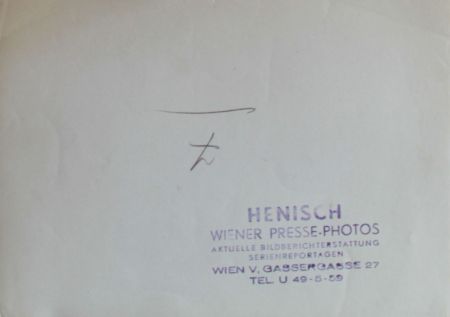 HENISCH
WIENER PRESSE-PHOTOS
AKTUELLE BILDBERICHTERSTATTUNG
SERIENREPORTAGEN
WIEN V, GASSERGASSE 27
TEL. U 49-5-59